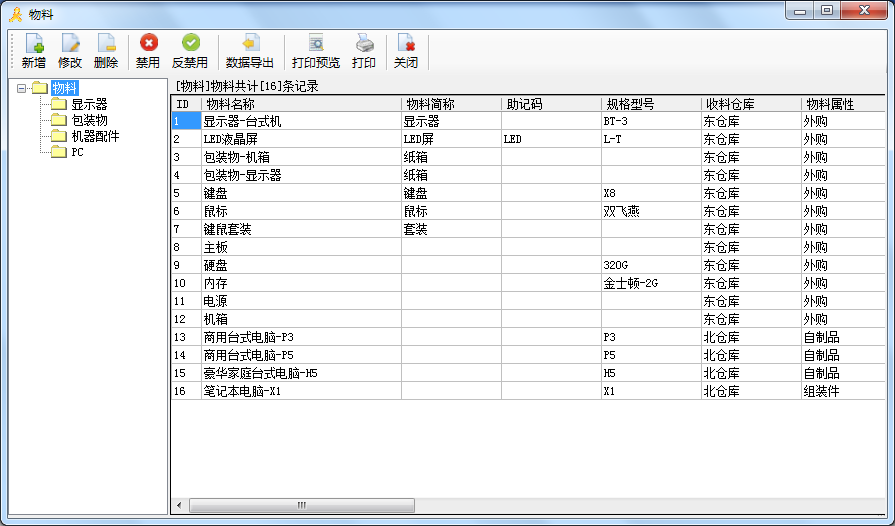 物料
新增 修改 删除 禁用 反禁用 数据导出 打印预览 打印 关闭
物料
显示器
包装物
机器配件
PC
[物料]物料共计[16]条记录
ID 物料名称 物料简称 助记码 规格型号 收料仓库 物料属性
1 显示器-台式机 显示器 BT-3 东仓库 外购
2 LED液晶屏 LED屏 LED L-T 东仓库 外购
3 包装物-机箱 纸箱 东仓库 外购
4 包装物-显示器 纸箱 东仓库 外购
5 键盘 键盘 X8 东仓库 外购
6 鼠标 鼠标 双飞燕 东仓库 外购
7 键鼠套装 套装 东仓库 外购
8 主板 东仓库 外购
9 硬盘 320G 东仓库 外购
10 内存 金士顿-2G 东仓库 外购
11 电源 东仓库 外购
12 机箱 东仓库 外购
13 商用台式电脑-P3 P3 北仓库 自制品
14 商用台式电脑-P5 P5 北仓库 自制品
15 豪华家庭台式电脑-H5 H5 北仓库 自制品
16 笔记本电脑-X1 X1 北仓库 组装件